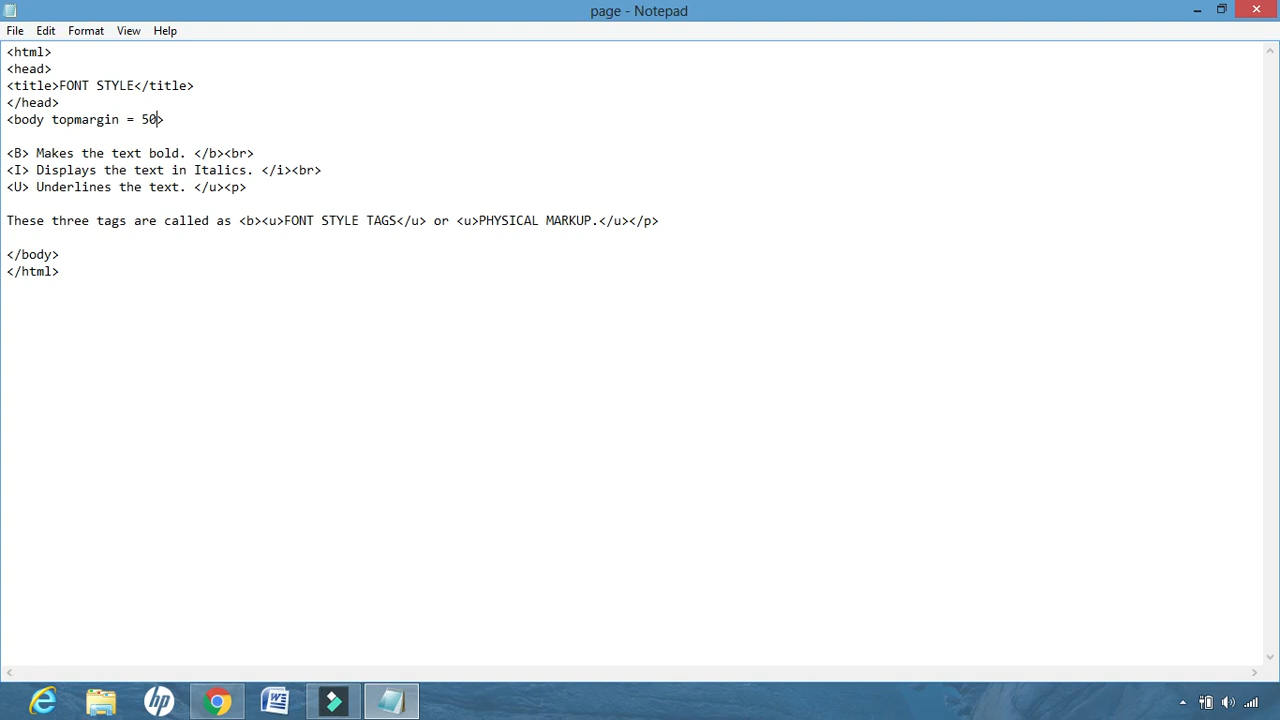 page - Notepad
File Edit Format View Help
<html>
<head>
<title>FONT STYLE</title>
</head>
<body topmargin = 50>
<B> Makes the text bold. </b><br>
<I> Displays the text in Italics. </i><br>
<U> Underlines the text. </u><p>
These three tags are called as <b><u>FONT STYLE TAGS</u> or <u>PHYSICAL MARKUP.</u></p>
</body>
</html>
hp